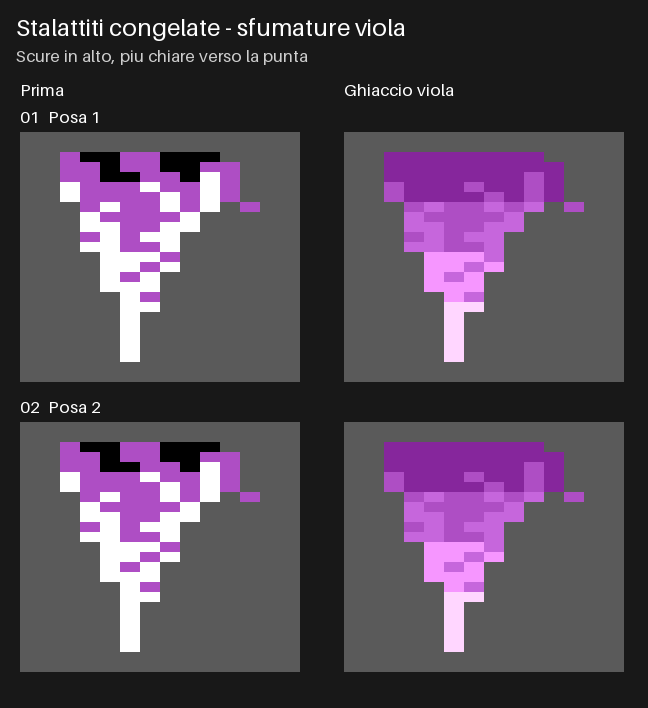 Stalattiti congelate - sfumature viola
Scure in alto, piu chiare verso la punta
Prima
Ghiaccio viola
01 Posa 1
02 Posa 2